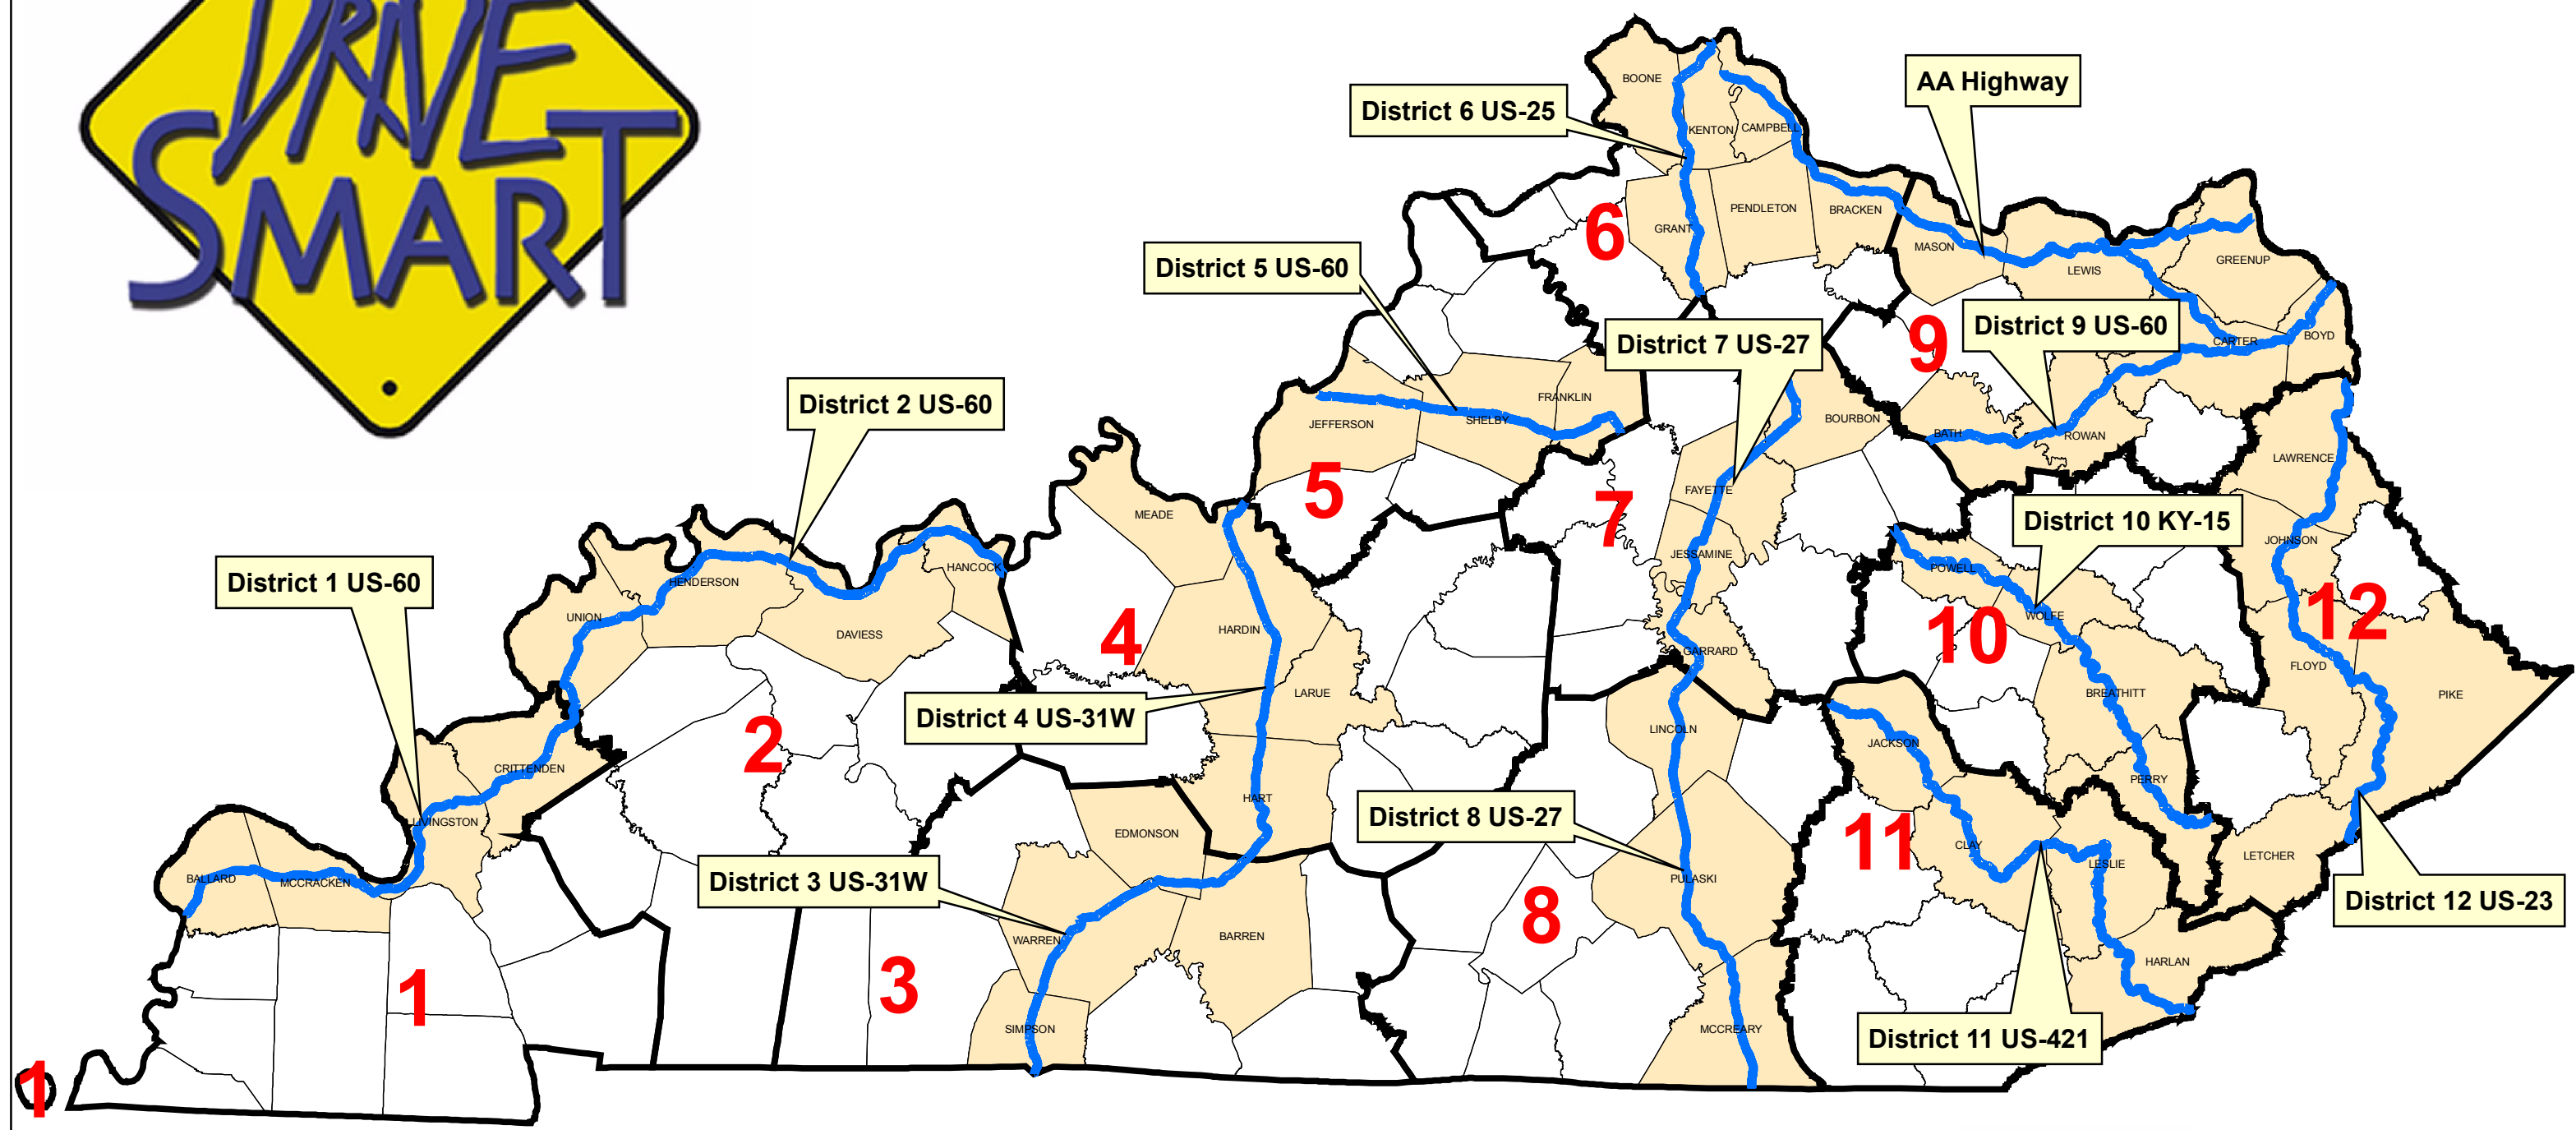 DRIVE
SMART
BOONE
AA Highway
District 6 US-25
KENTON
CAMPBELL
PENDLETON
BRACKEN
6
GRANT
MASON
LEWIS
GREENUP
District 5 US-60
District 9 US-60
District 7 US-27
9
CARTER
BOYD
District 2 US-60
FRANKLIN
JEFFERSON
SHELBY
BOURBON
BATH
ROWAN
LAWRENCE
5
7
FAYETTE
MEADE
District 10 KY-15
JOHNSON
JESSAMINE
HANCOCK
POWELL
District 1 US-60
HENDERSON
UNION
DAVIESS
4
HARDIN
WOLFE
10
12
GARRARD
FLOYD
LARUE
BREATHITT
PIKE
District 4 US-31W
LINCOLN
2
JACKSON
CRITTENDEN
PERRY
HART
District 8 US-27
LIVINGSTON
EDMONSON
11
CLAY
LETCHER
LESLIE
District 3 US-31W
BALLARD
MCCRACKEN
PULASKI
District 12 US-23
8
WARREN
BARREN
HARLAN
3
1
SIMPSON
MCCREARY
District 11 US-421
1